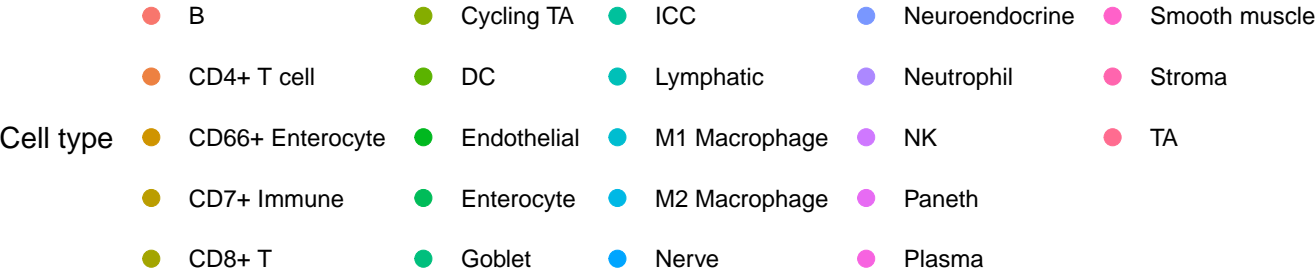 B
CD4+ T cell
Cell type
CD66+ Enterocyte
CD7+ Immune
CD8+ T
Cycling TA
DC
Endothelial
Enterocyte
Goblet
ICC
Lymphatic
M1 Macrophage
M2 Macrophage
Nerve
Neuroendocrine
Neutrophil
NK
Paneth
Plasma
Smooth muscle
Stroma
TA